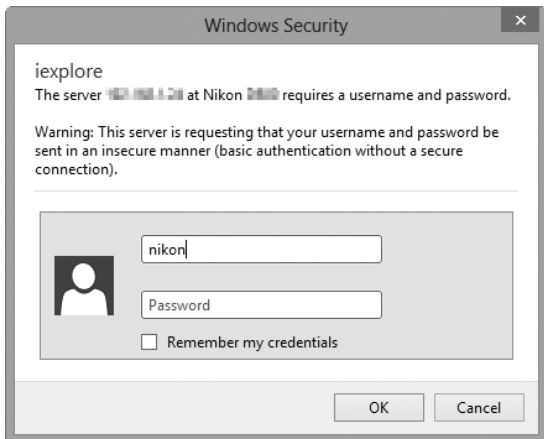 Windows Security
iexplore
The server at Nikon requires a username and password.
Warning: This server is requesting that your username and password be
sent in an insecure manner (basic authentication without a secure
connection).
nikon
Password
Remember my credentials
OK
Cancel